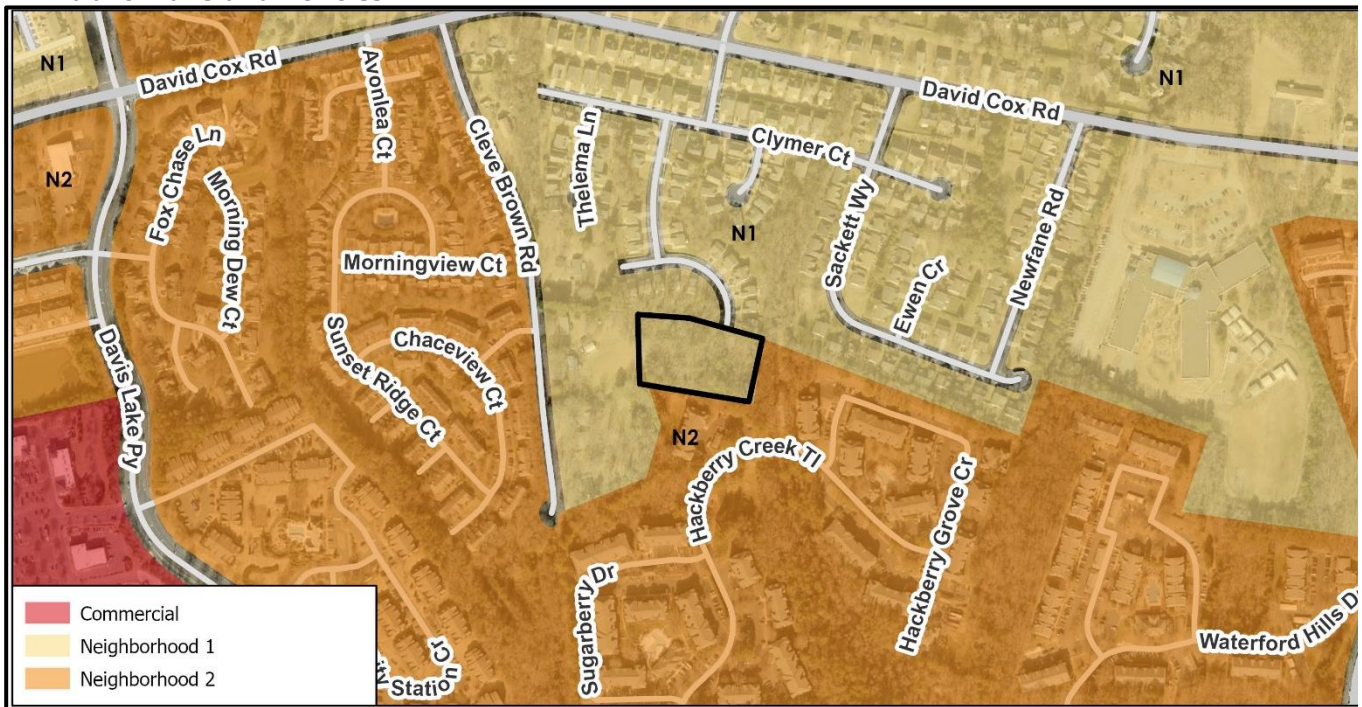 N1
David Cox Rd
Avonlea Ct
Cleve Brown Rd
Thelema Ln
Clymer Ct
David Cox Rd
N1
N2
Fox Chase Ln
Morning Dew Ct
Morningview Ct
N1
Sackett Wy
Ewen Cr
Newfane Rd
Davis Lake Py
Sunset Ridge Ct
Chaceview Ct
N2
Hackberry Creek Tl
Hackberry Grove Cr
Sugarberry Dr
Waterford Hills D
ity Station Cr
Commercial
Neighborhood 1
Neighborhood 2